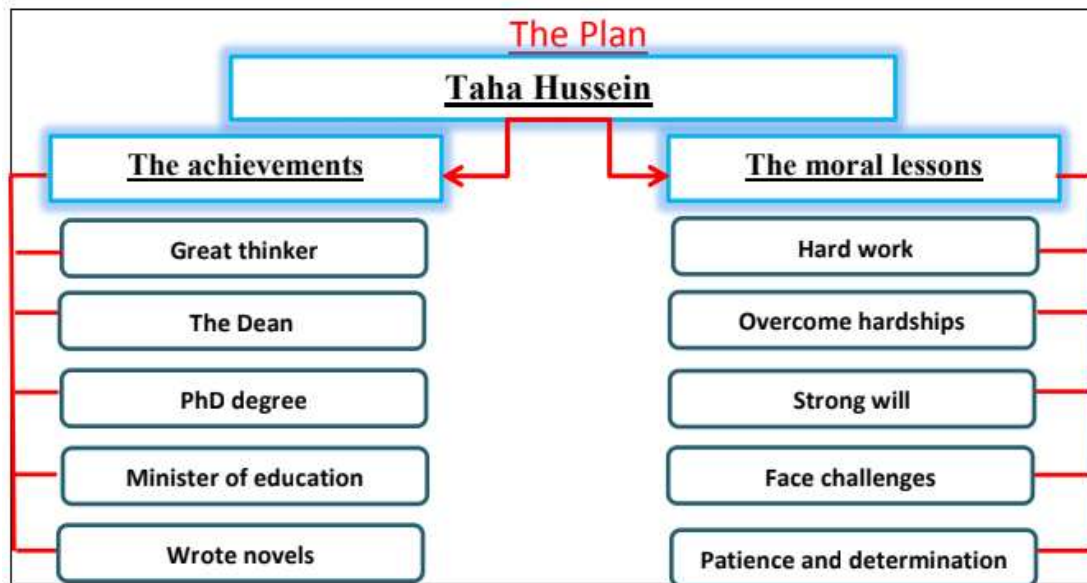 The Plan
Taha Hussein
The achievements
Great thinker
The Dean
PhD degree
Minister of education
Wrote novels
The moral lessons
Hard work
Overcome hardships
Strong will
Face challenges
Patience and determination